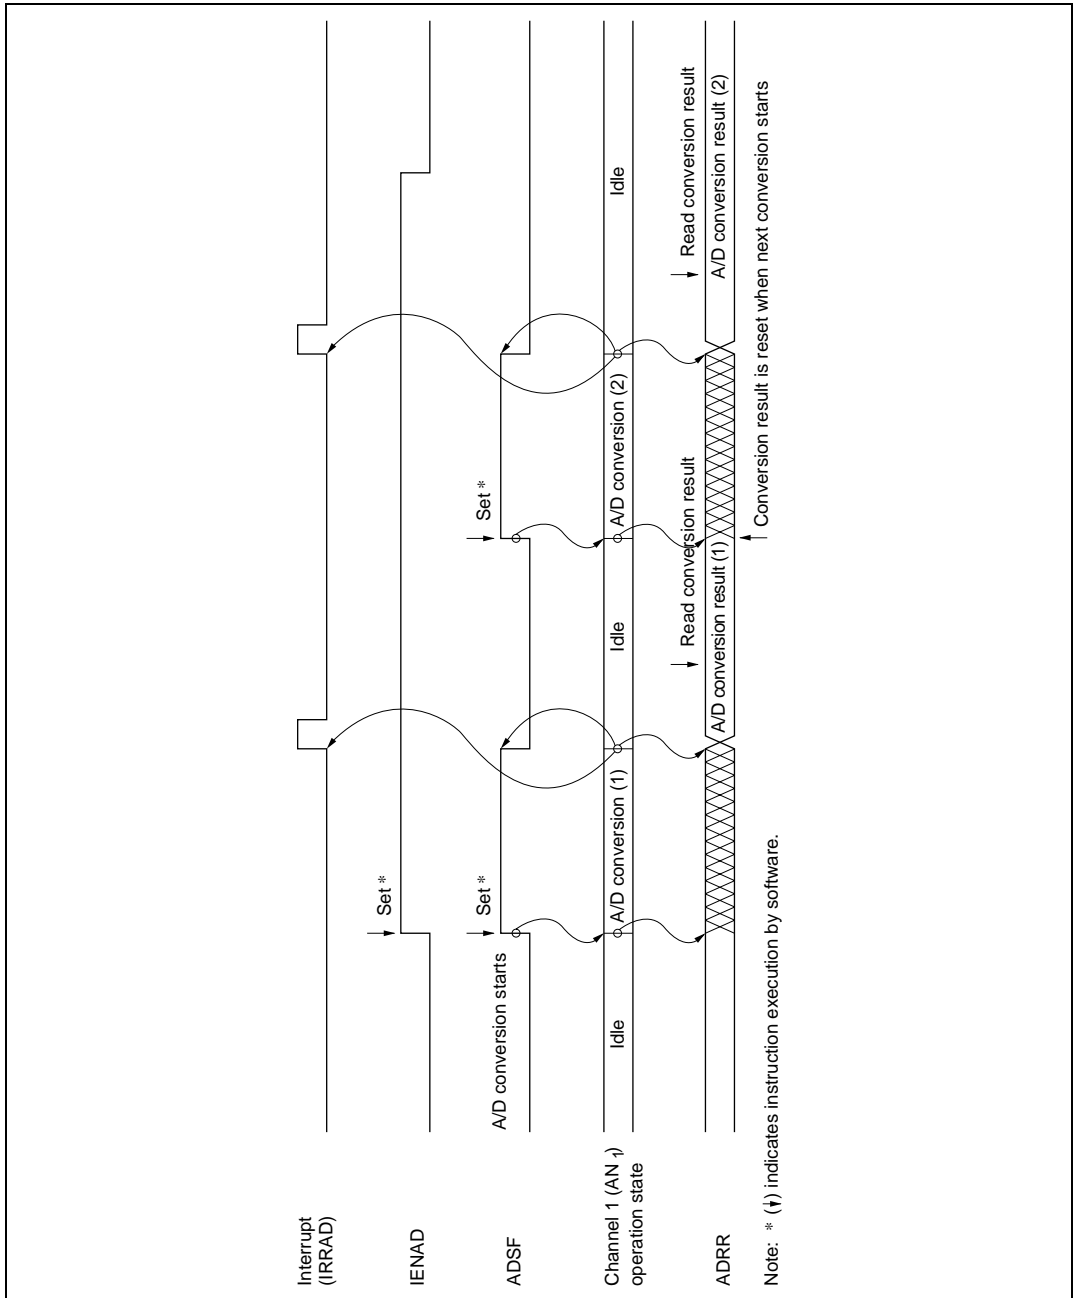 Interrupt
(IRRAD)
IENAD
Set *
ADSF
A/D conversion starts
Set *
Set *
Channel 1 (AN 1)
operation state
Idle
A/D conversion (1)
Idle
A/D conversion (2)
Idle
Read conversion result
Read conversion result
ADRR
A/D conversion result (1)
A/D conversion result (2)
Conversion result is reset when next conversion starts
Note: * (↓) indicates instruction execution by software.